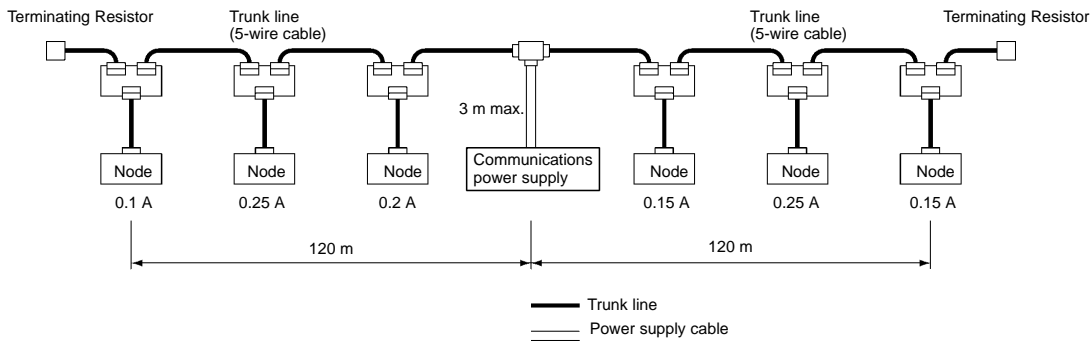 Terminating Resistor
Trunk line
(5-wire cable)
Trunk line
(5-wire cable)
Terminating Resistor
3 m max.
Node
Node
Node
Communications
power supply
Node
Node
Node
0.1 A
0.25 A
0.2 A
0.15 A
0.25 A
0.15 A
120 m
120 m
Trunk line
Power supply cable